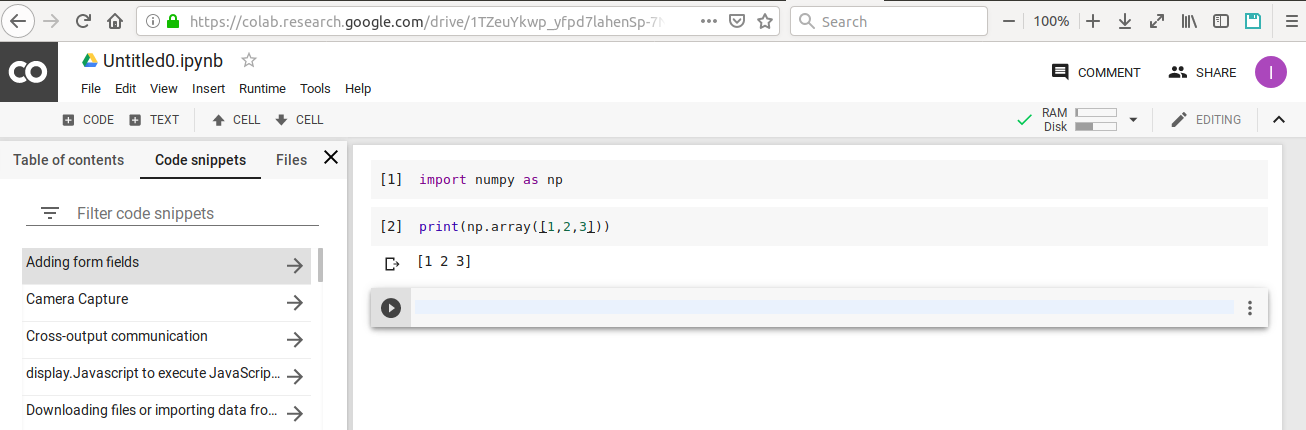 https://colab.research.google.com/drive/1TZeuYkwp_yfpd7lahenSp-7 Search 100%
CO
Untitled0.ipynb
COMMENT SHARE I
File Edit View Insert Runtime Tools Help
CODE TEXT CELL CELL RAM Disk EDITING
Table of contents Code snippets Files
Filter code snippets
Adding form fields
Camera Capture
Cross-output communication
display.Javascript to execute JavaScrip...
Downloading files or importing data fro...
[1] import numpy as np
[2] print(np.array([1,2,3]))
[1 2 3]